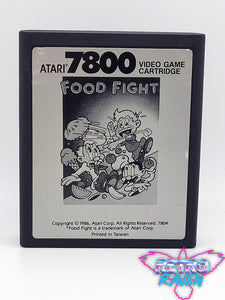 ATARI 7800 VIDEO GAME CARTRIDGE
FOOD FIGHT
Copyright © 1986, Atari Corp. All Rights Reserved. 7804
"Food Fight is a trademark of Atari Corp.
Printed in Taiwan
RETRO
RAVEN